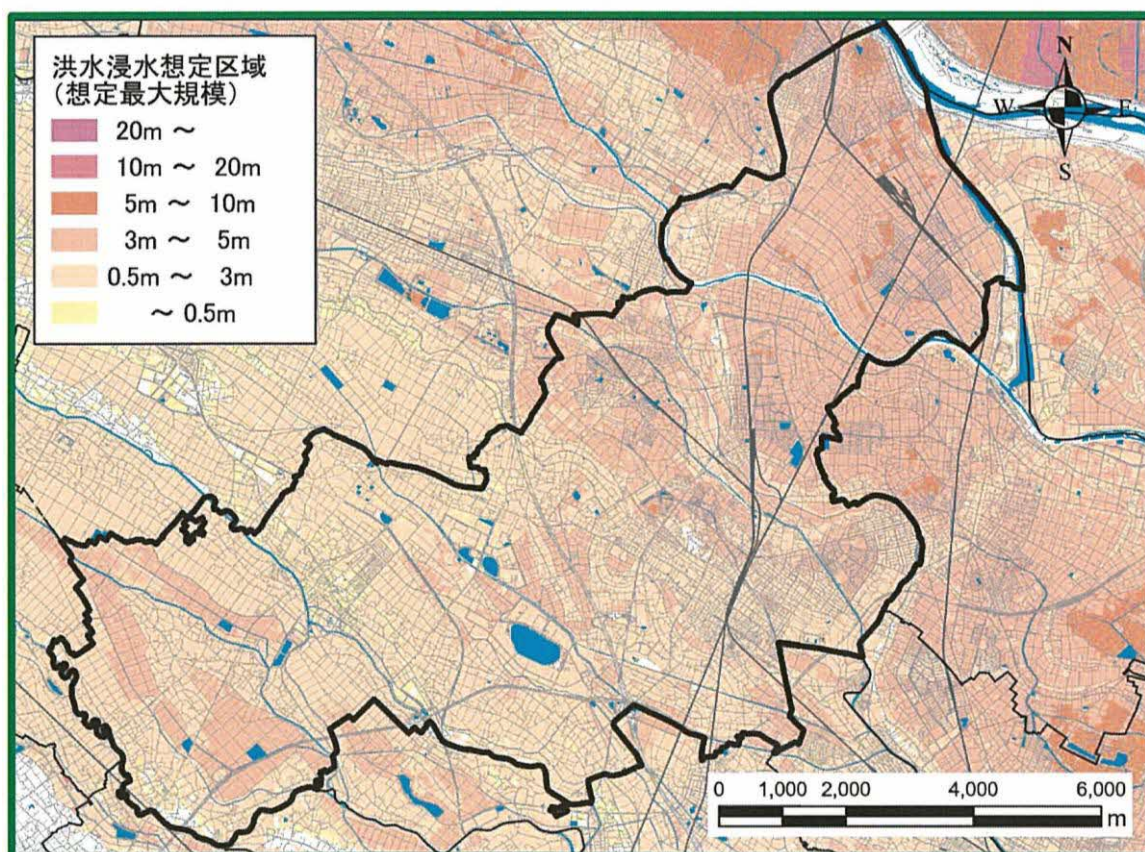 洪水浸水想定区域
(想定最大規模)
20m ~
10m ~ 20m
5m ~ 10m
3m ~ 5m
0.5m ~ 3m
~ 0.5m
N
W E
S
0 1,000 2,000 4,000 6,000
m